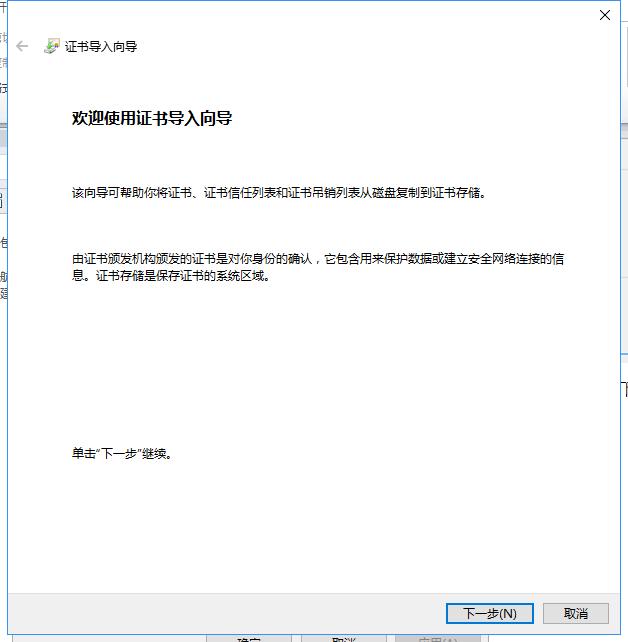 证书导入向导
欢迎使用证书导入向导
该向导可帮助你将证书、证书信任列表和证书吊销列表从磁盘复制到证书存储。
由证书颁发机构颁发的证书是对你身份的确认，它包含用来保护数据或建立安全网络连接的信
息。证书存储是保存证书的系统区域。
单击“下一步”继续。
下一步(N)
取消
确定
取消
应用(A)